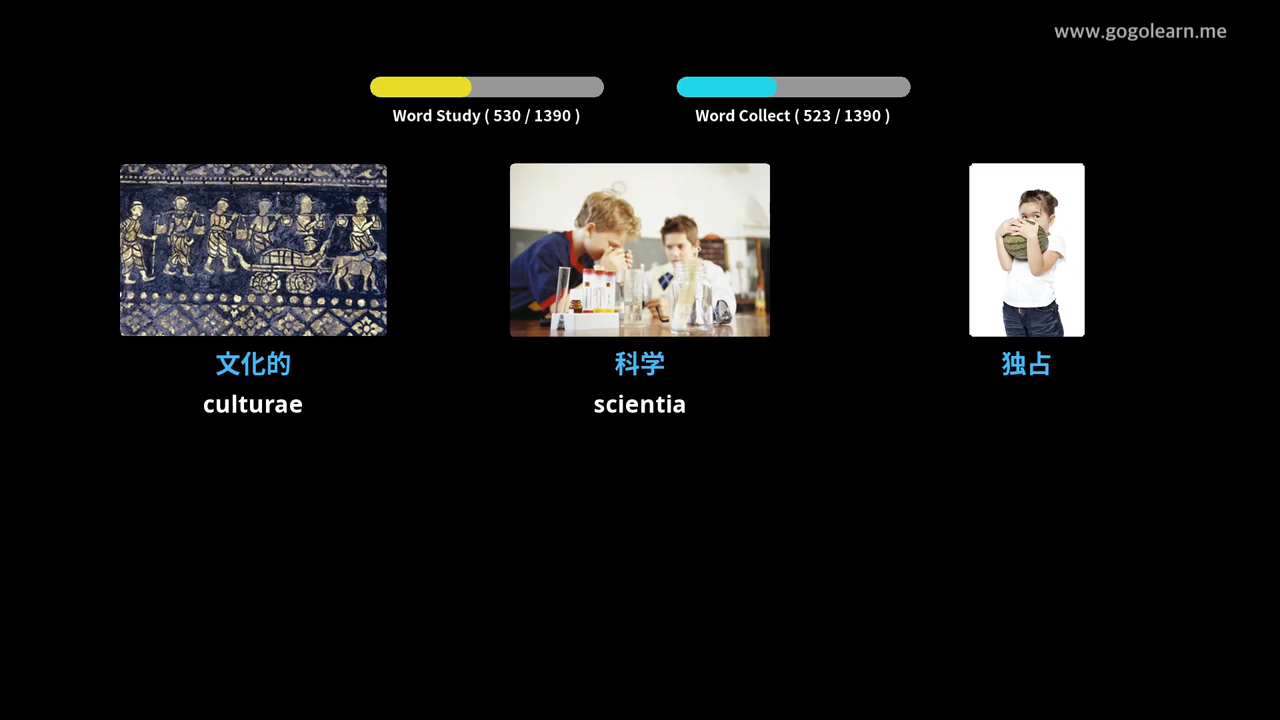 www.gogolearn.me
Word Study ( 530 / 1390 )
Word Collect ( 523 / 1390 )
文化的
culturae
科学
scientia
独占